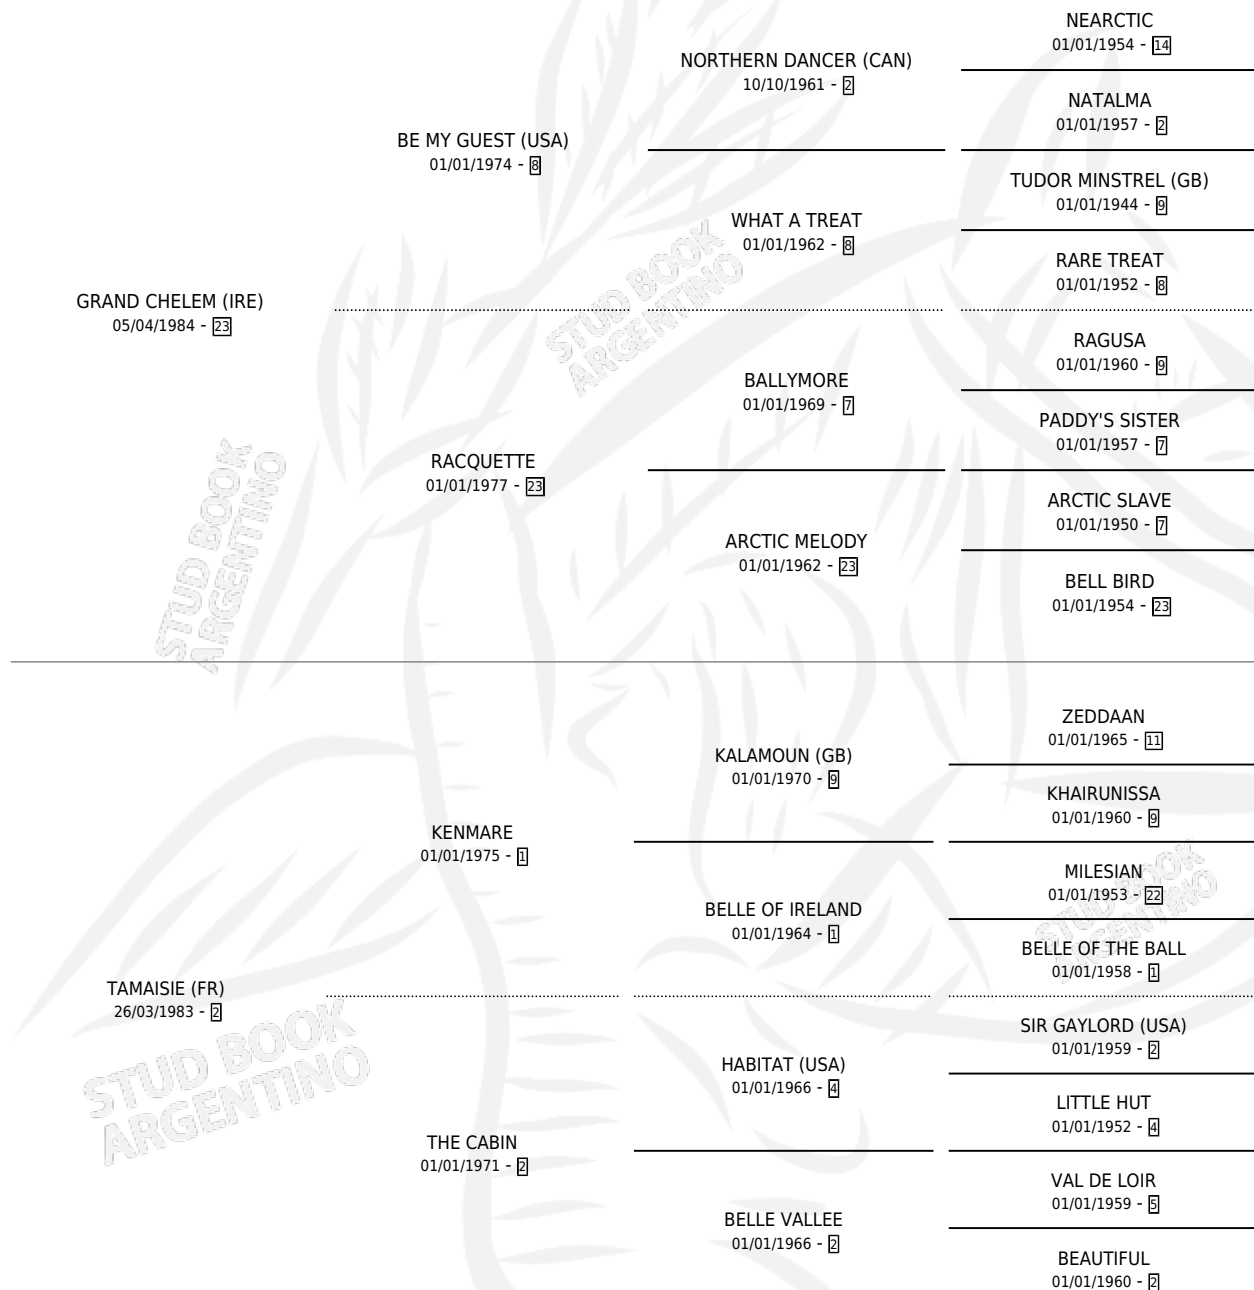 NEARCTIC
01/01/1954 - 14
NORTHERN DANCER (CAN)
10/10/1961 - 2
NATALMA
01/01/1957 - 2
BE MY GUEST (USA)
01/01/1974 - 8
TUDOR MINSTREL (GB)
01/01/1944 - 9
WHAT A TREAT
01/01/1962 - 8
RARE TREAT
01/01/1952 - 8
GRAND CHELEM (IRE)
05/04/1984 - 23
RAGUSA
01/01/1960 - 9
BALLYMORE
01/01/1969 - 7
PADDY'S SISTER
01/01/1957 - 7
RACQUETTE
01/01/1977 - 23
ARCTIC SLAVE
01/01/1950 - 7
ARCTIC MELODY
01/01/1962 - 23
BELL BIRD
01/01/1954 - 23
ZEDDAAN
01/01/1965 - 11
KALAMOUN (GB)
01/01/1970 - 9
KHAIRUNISSA
01/01/1960 - 9
KENMARE
01/01/1975 - 1
MILESIAN
01/01/1953 - 22
BELLE OF IRELAND
01/01/1964 - 1
BELLE OF THE BALL
01/01/1958 - 1
TAMAISIE (FR)
26/03/1983 - 2
SIR GAYLORD (USA)
01/01/1959 - 2
HABITAT (USA)
01/01/1966 - 4
LITTLE HUT
01/01/1952 - 4
THE CABIN
01/01/1971 - 2
VAL DE LOIR
01/01/1959 - 5
BELLE VALLEE
01/01/1966 - 2
BEAUTIFUL
01/01/1960 - 2
STUD BOOK
ARGENTINO
STUD BOOK
ARGENTINO
STUD BOOK
ARGENTINO
STUD BOOK
ARGENTINO